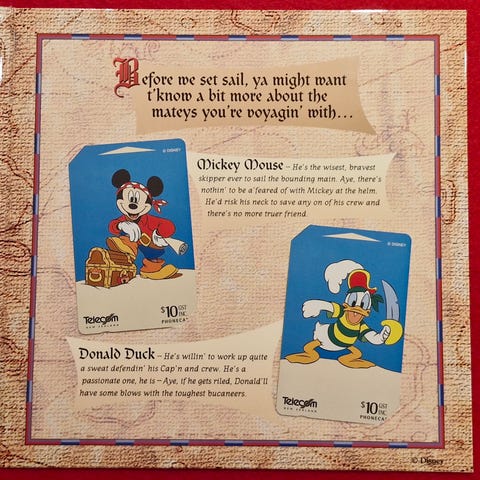 Before we set sail, ya might want
t'know a bit more about the
mateys you're voyagin' with...
© DISNEY
Mickey Mouse – He's the wisest, bravest
skipper ever to sail the bounding main. Aye, there's
nothin' to be a'feared of with Mickey at the helm.
He'd risk his neck to save any on of his crew and
there's no more truer friend.
Telecom
NEW ZEALAND
$10 GST
INC
PHONECA
© DISNEY
Donald Duck – He's willin' to work up quite
a sweat defendin' his Cap'n and crew. He's a
passionate one, he is – Aye, if he gets riled, Donald'll
have some blows with the toughest bucaneers.
Telecom
NEW ZEALAND
$10 GST
INC
PHONECA
© Disney